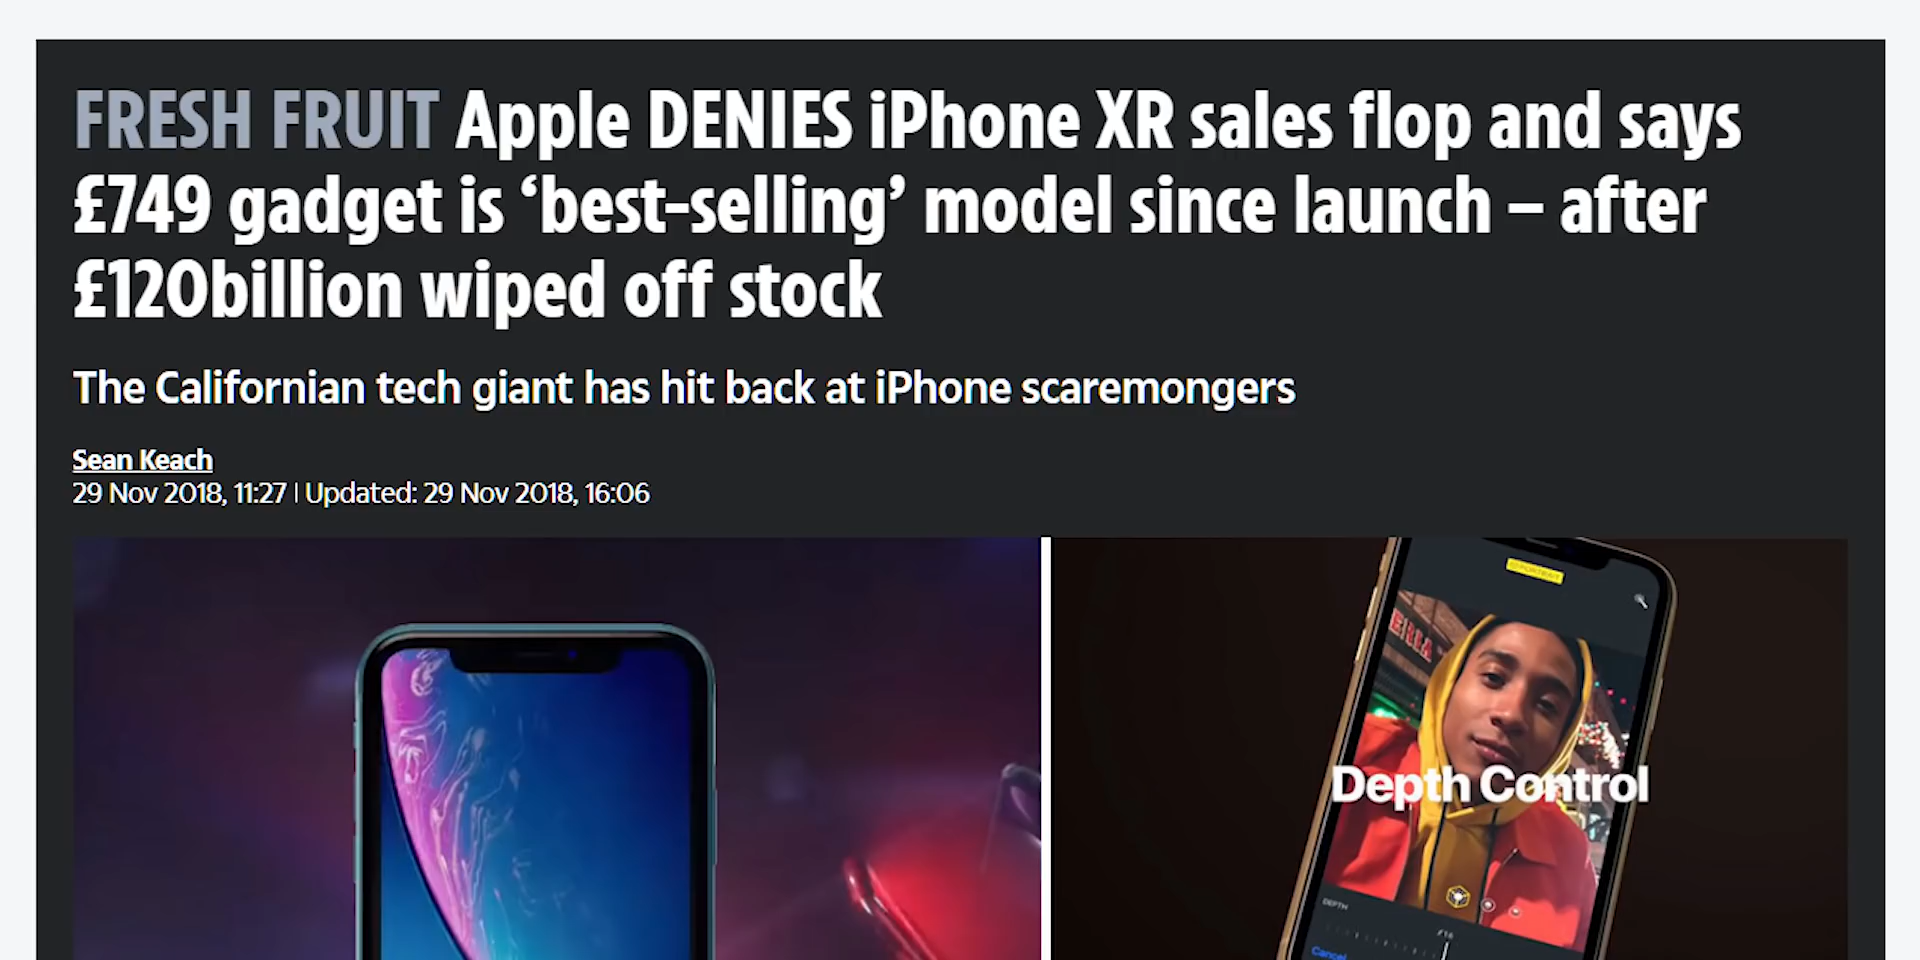 FRESH FRUIT Apple DENIES iPhone XR sales flop and says
£749 gadget is ‘best-selling’ model since launch – after
£120billion wiped off stock
The Californian tech giant has hit back at iPhone scaremongers
Sean Keach
29 Nov 2018, 11:27 | Updated: 29 Nov 2018, 16:06
Depth Control
DEPTH
Cancel